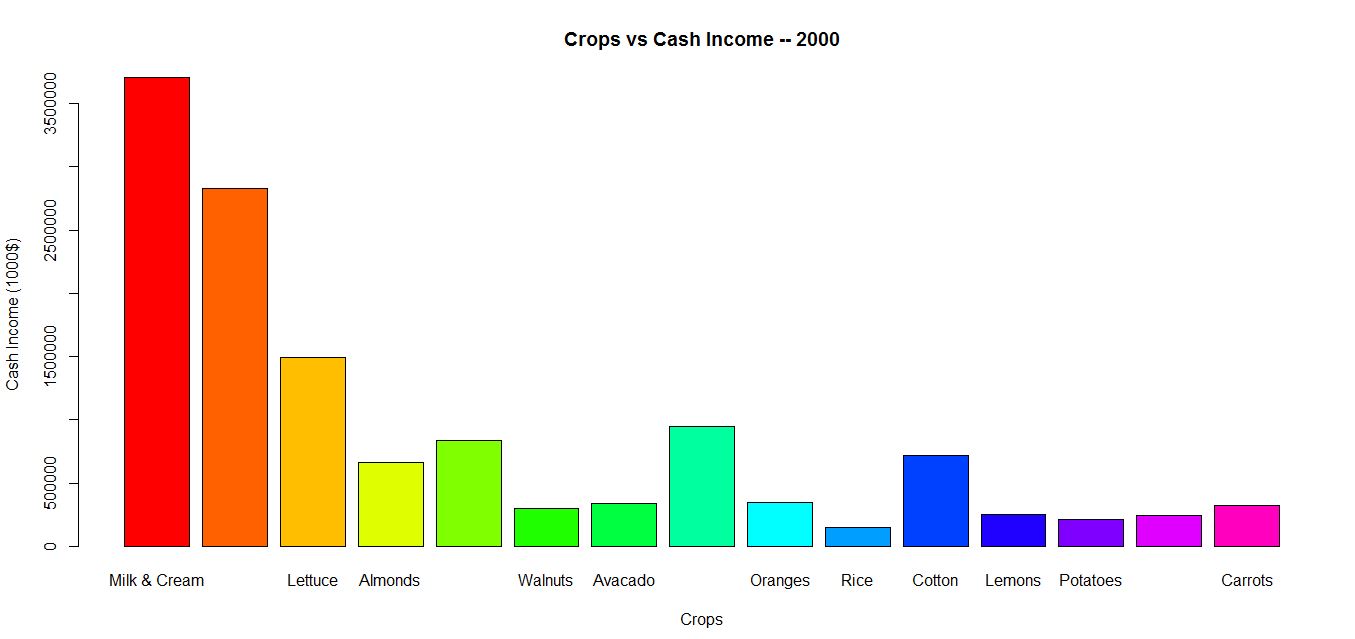 Crops vs Cash Income -- 2000
Cash Income (1000$)
3500000
2500000
1500000
500000
0
Milk & Cream Lettuce Almonds Walnuts Avacado Oranges Rice Cotton Lemons Potatoes Carrots
Crops